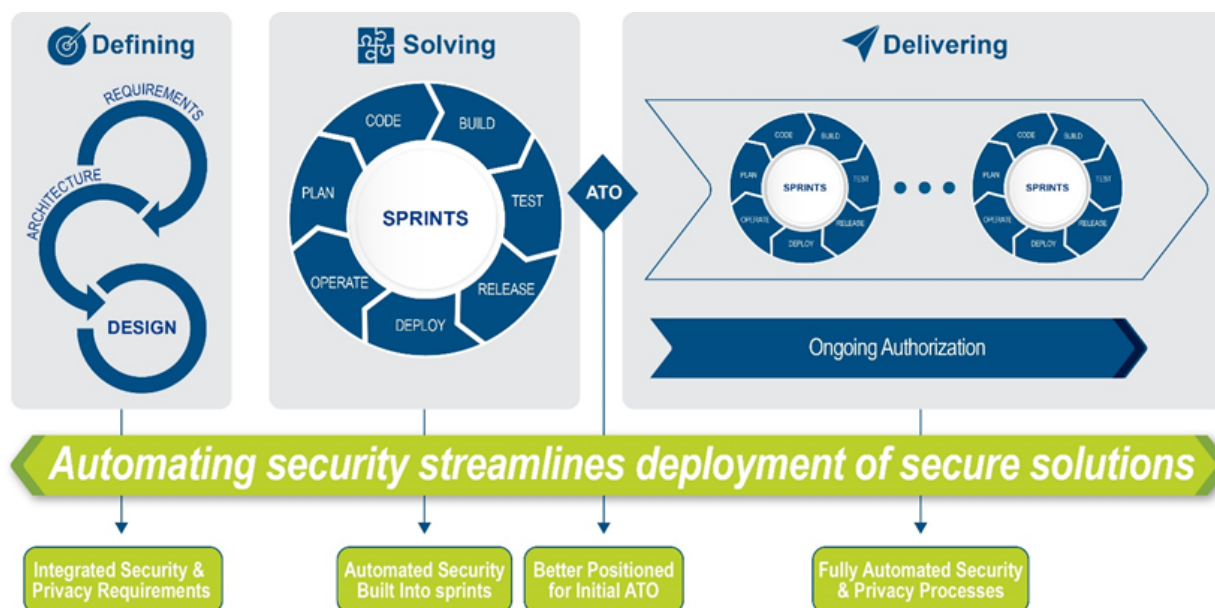 Defining
REQUIREMENTS
ARCHITECTURE
DESIGN
Solving
CODE
BUILD
PLAN
TEST
SPRINTS
OPERATE
RELEASE
DEPLOY
ATO
Delivering
CODE
BUILD
PLAN
TEST
SPRINTS
OPERATE
RELEASE
DEPLOY
CODE
BUILD
PLAN
TEST
SPRINTS
OPERATE
RELEASE
DEPLOY
Ongoing Authorization
Automating security streamlines deployment of secure solutions
Integrated Security &
Privacy Requirements
Automated Security
Built Into sprints
Better Positioned
for Initial ATO
Fully Automated Security
& Privacy Processes